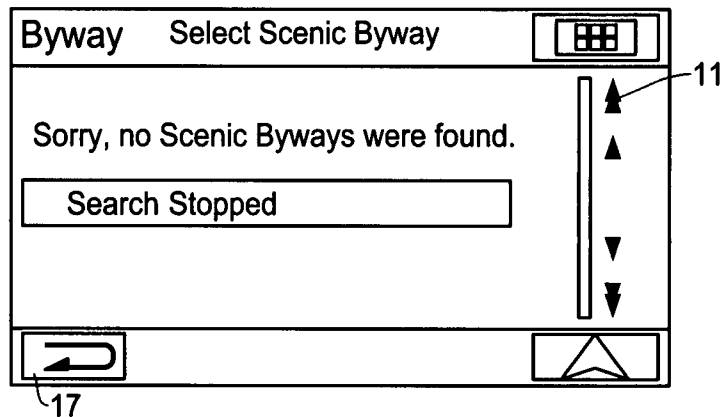 Byway Select Scenic Byway
11
Sorry, no Scenic Byways were found.
Search Stopped
17